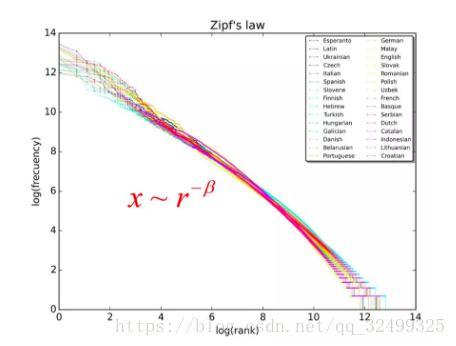 Zipf's law
14
12
10
8
6
4
2
0
log(frecuency)
Esperanto
Latin
Ukrainian
Czech
Italian
Spanish
Slovene
Finnish
Hebrew
Turkish
Hungarian
Galician
Danish
Belarusian
Portuguese
German
Malay
English
Slovak
Romanian
Polish
Uzbek
French
Basque
Serbian
Dutch
Catalan
Indonesian
Lithuanian
Croatian
x ~ r^−β
0 2 4 6 8 10 12 14
log(rank)
https://blog.csdn.net/qq_32499325